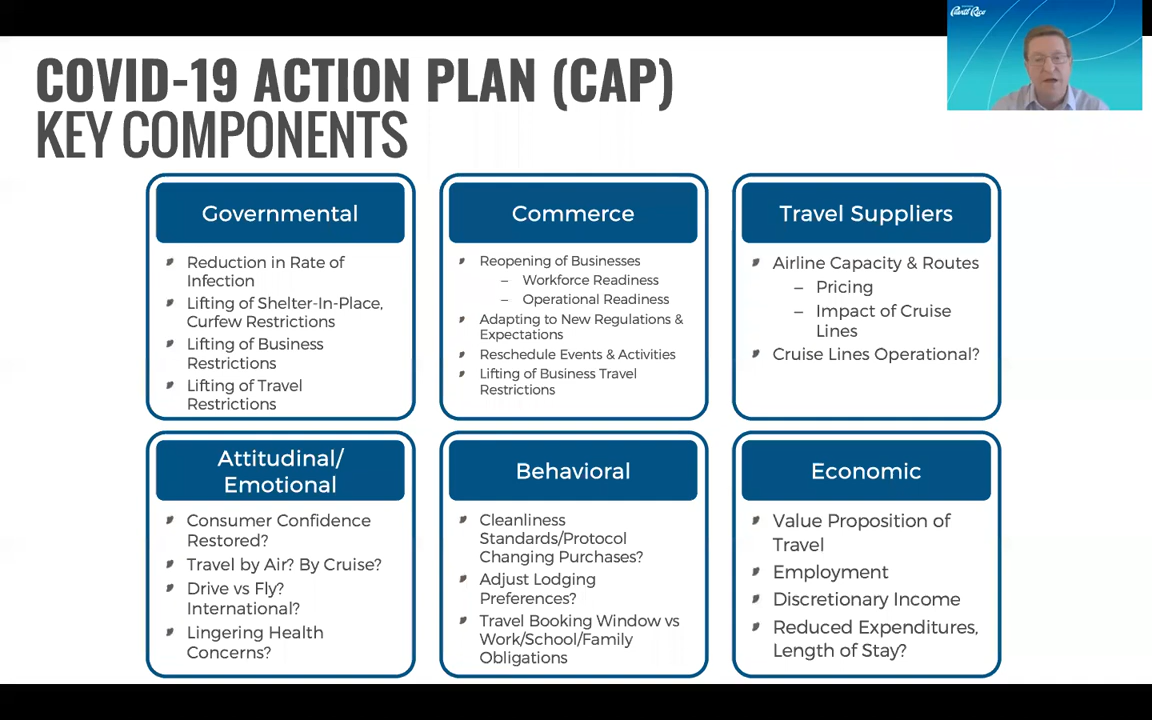 Puerto Rico
COVID-19 ACTION PLAN (CAP)
KEY COMPONENTS
Governmental
Reduction in Rate of
Infection
Lifting of Shelter-In-Place,
Curfew Restrictions
Lifting of Business
Restrictions
Lifting of Travel
Restrictions
Commerce
Reopening of Businesses
– Workforce Readiness
– Operational Readiness
Adapting to New Regulations &
Expectations
Reschedule Events & Activities
Lifting of Business Travel
Restrictions
Travel Suppliers
Airline Capacity & Routes
– Pricing
– Impact of Cruise
Lines
Cruise Lines Operational?
Attitudinal/
Emotional
Consumer Confidence
Restored?
Travel by Air? By Cruise?
Drive vs Fly?
International?
Lingering Health
Concerns?
Behavioral
Cleanliness
Standards/Protocol
Changing Purchases?
Adjust Lodging
Preferences?
Travel Booking Window vs
Work/School/Family
Obligations
Economic
Value Proposition of
Travel
Employment
Discretionary Income
Reduced Expenditures,
Length of Stay?